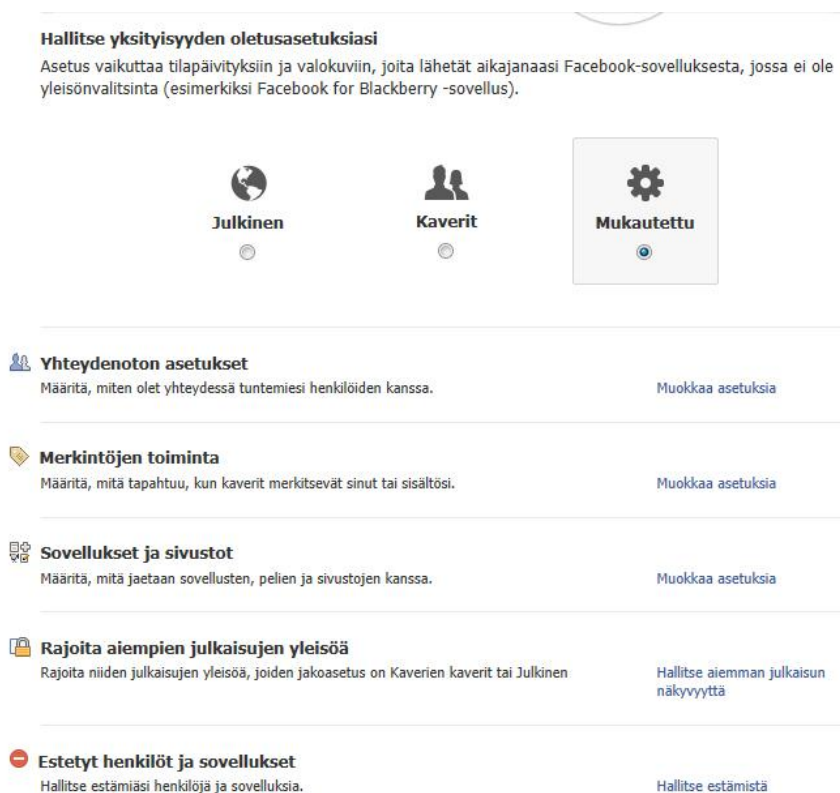 Hallitse yksityisyyden oletusasetuksiasi
Asetus vaikuttaa tilapäivityksiin ja valokuviin, joita lähetät aikajanaasi Facebook-sovelluksesta, jossa ei ole
yleisönvalitsinta (esimerkiksi Facebook for Blackberry -sovellus).
Julkinen
Kaverit
Mukautettu
Yhteydenoton asetukset
Määritä, miten olet yhteydessä tuntemiesi henkilöiden kanssa.
Muokkaa asetuksia
Merkintöjen toiminta
Määritä, mitä tapahtuu, kun kaverit merkitsevät sinut tai sisältösi.
Muokkaa asetuksia
Sovellukset ja sivustot
Määritä, mitä jaetaan sovellusten, pelien ja sivustojen kanssa.
Muokkaa asetuksia
Rajoita aiempien julkaisujen yleisöä
Rajoita niiden julkaisujen yleisöä, joiden jakoasetus on Kaverien kaverit tai Julkinen
Hallitse aiemman julkaisun
näkyvyyttä
Estetyt henkilöt ja sovellukset
Hallitse estämiäsi henkilöjä ja sovelluksia.
Hallitse estämistä